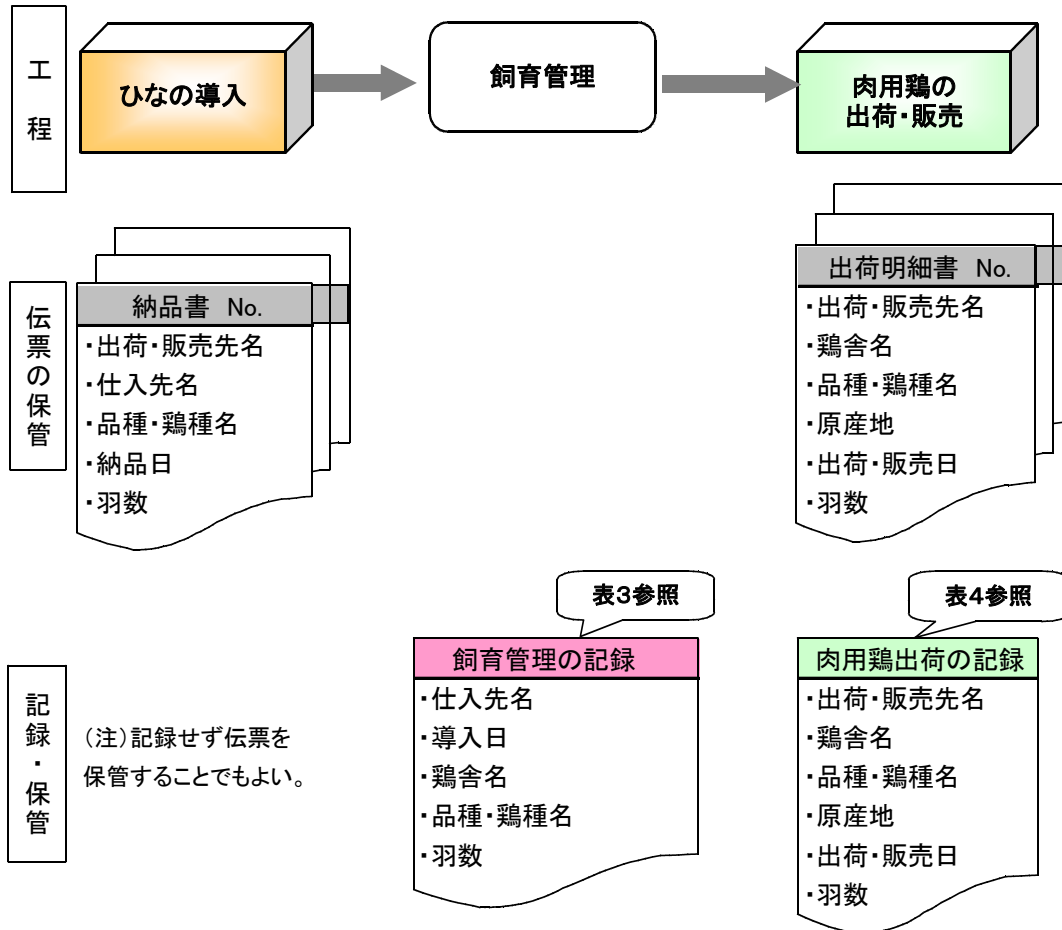 工程
ひなの導入
飼育管理
肉用鶏の
出荷・販売
伝票の保管
納品書 No.
・出荷・販売先名
・仕入先名
・品種・鶏種名
・納品日
・羽数
出荷明細書 No.
・出荷・販売先名
・鶏舎名
・品種・鶏種名
・原産地
・出荷・販売日
・羽数
記録・保管
（注）記録せず伝票を
保管することでもよい。
表3参照
飼育管理の記録
・仕入先名
・導入日
・鶏舎名
・品種・鶏種名
・羽数
表4参照
肉用鶏出荷の記録
・出荷・販売先名
・鶏舎名
・品種・鶏種名
・原産地
・出荷・販売日
・羽数